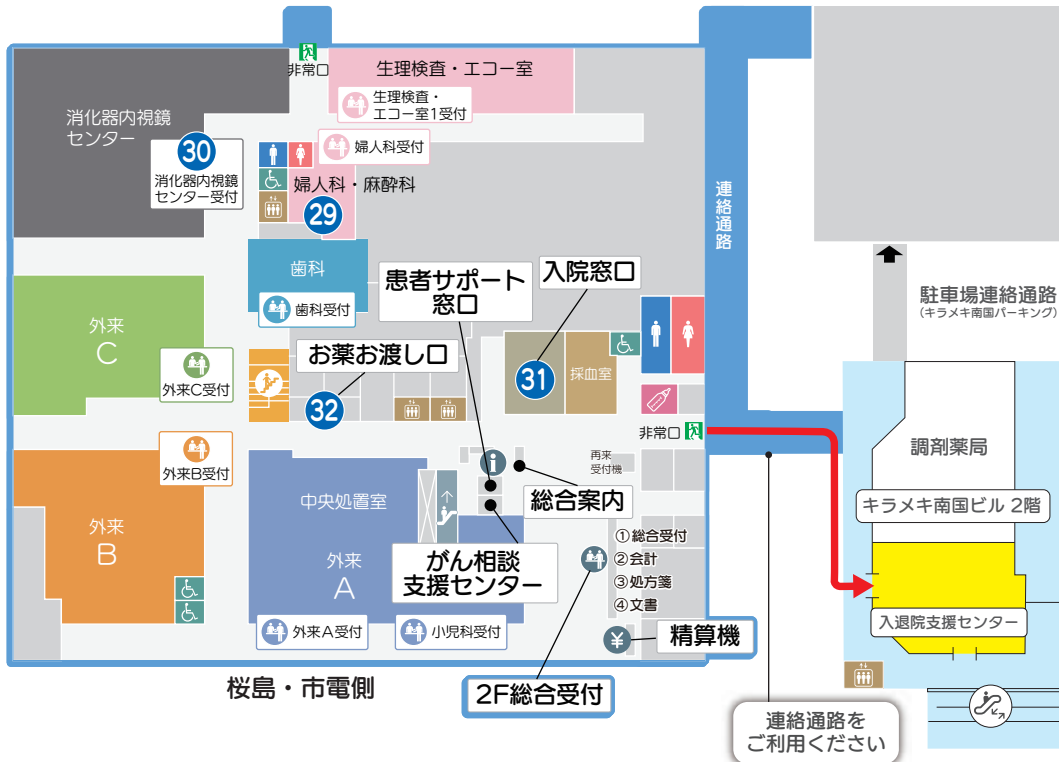 非常口
生理検査・エコー室
生理検査・
エコー室1受付
消化器内視鏡
センター
30
消化器内視鏡
センター受付
婦人科受付
婦人科・麻酔科
29
連絡通路
歯科
歯科受付
患者サポート
窓口
入院窓口
駐車場連絡通路
(キラメキ南国パーキング)
外来
C
外来C受付
お薬お渡し口
32
31
採血室
非常口
調剤薬局
キラメキ南国ビル 2階
外来B受付
外来
B
中央処置室
外来
A
i
再来
受付機
総合案内
がん相談
支援センター
①総合受付
②会計
③処方箋
④文書
入退院支援センター
外来A受付
小児科受付
¥
精算機
桜島・市電側
2F総合受付
連絡通路を
ご利用ください